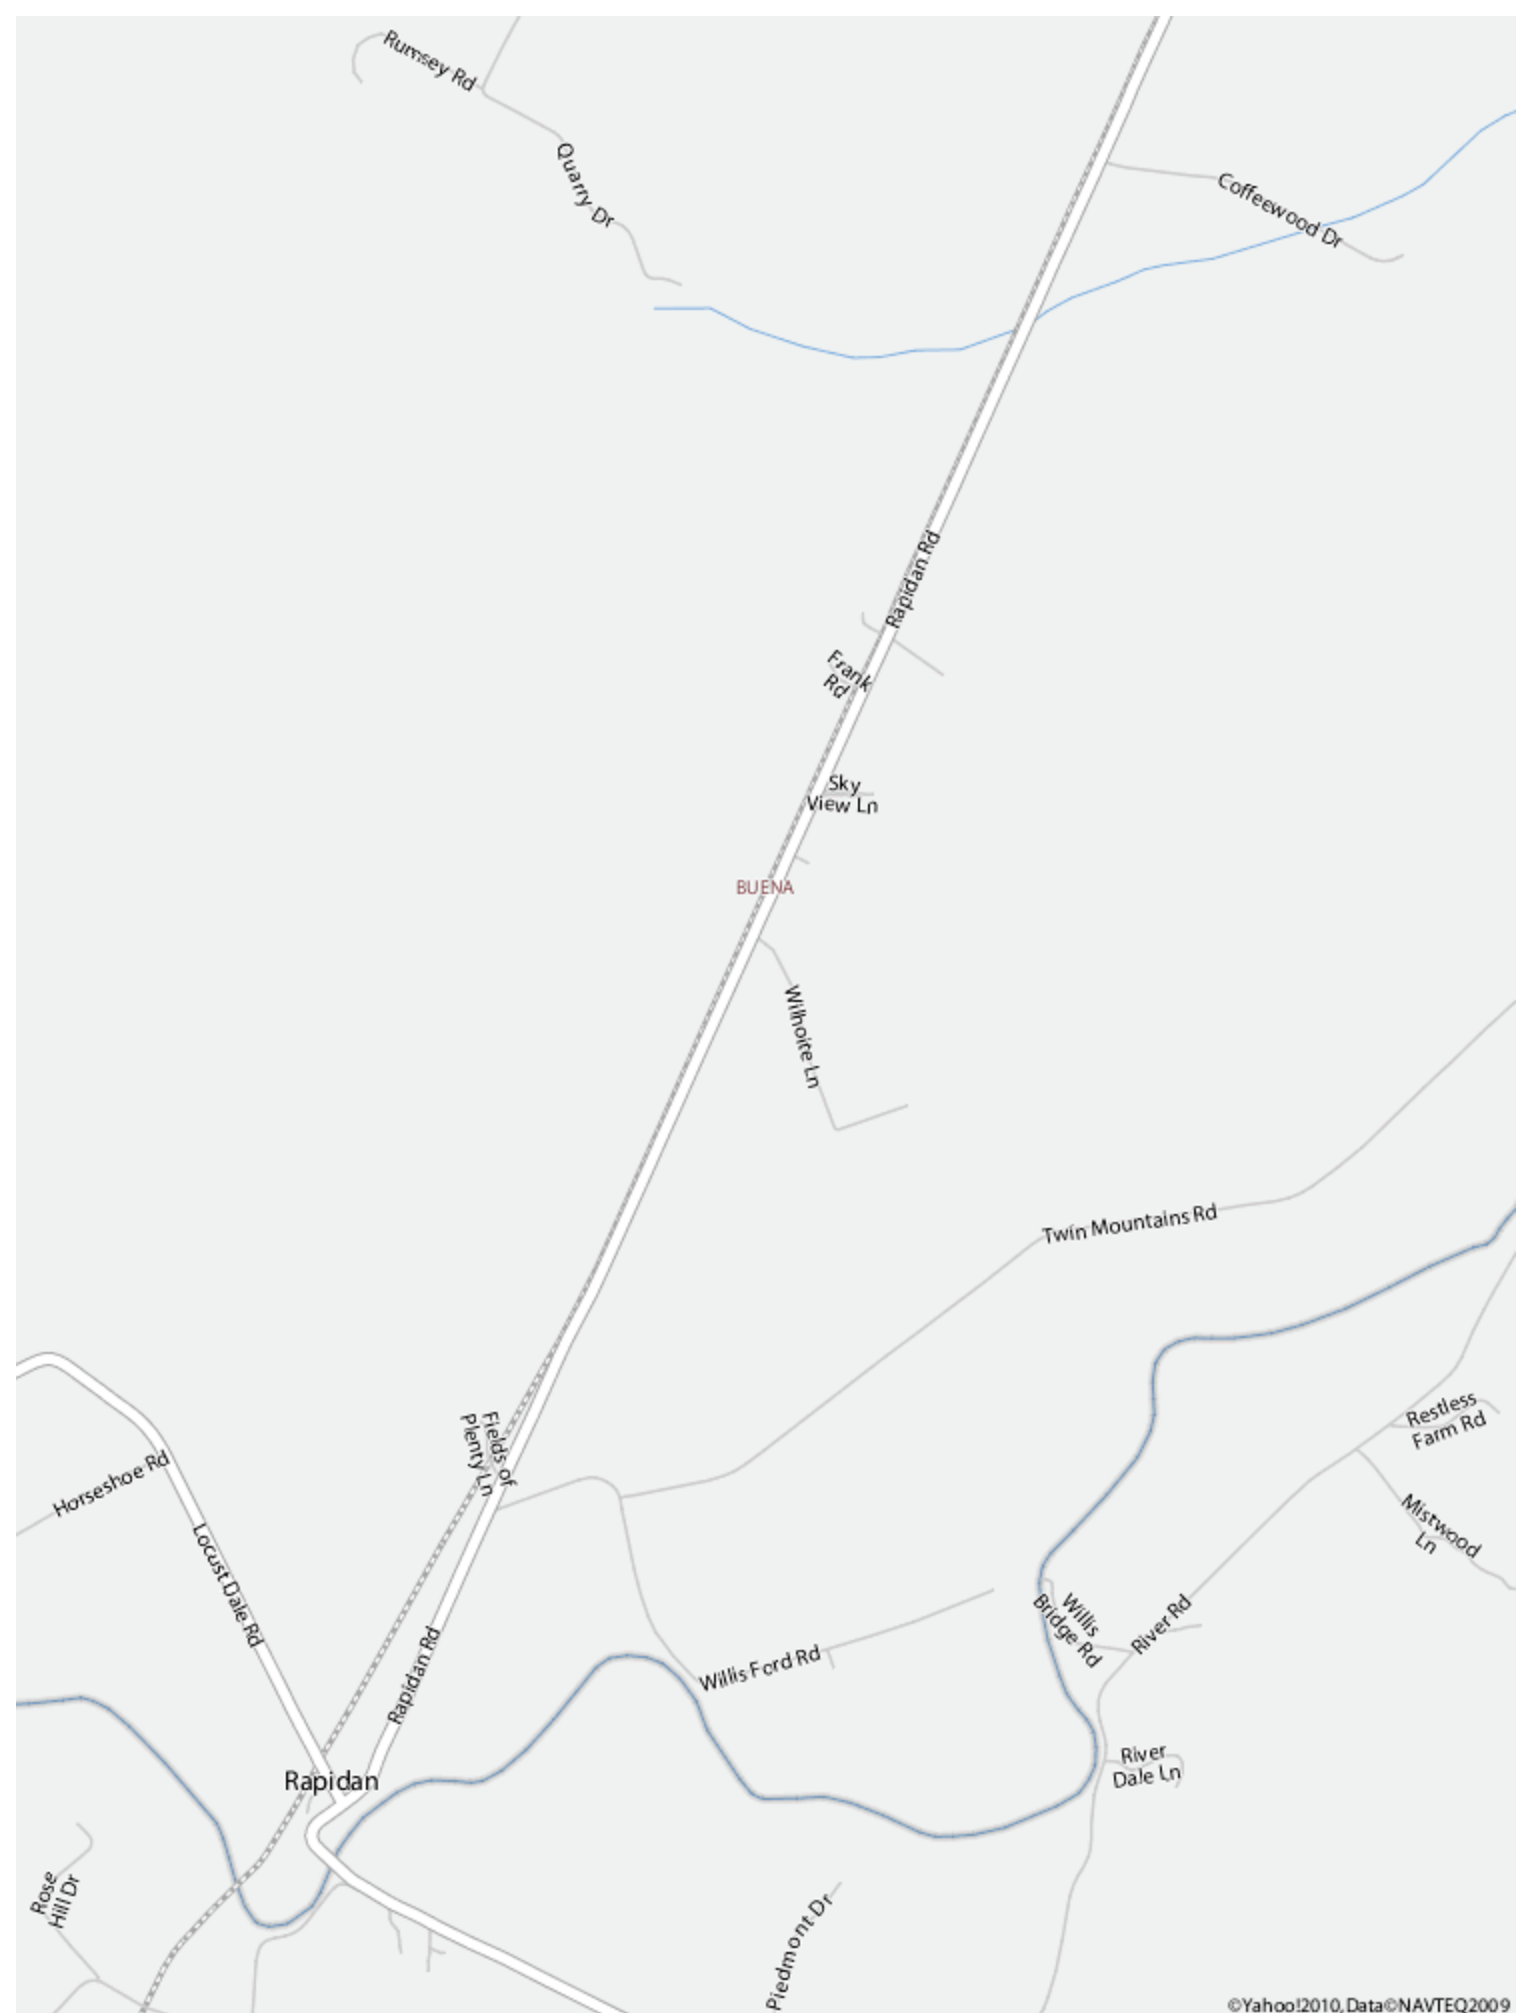 Rumsey Rd
Quarry Dr
Coffeewood Dr
Rapidan Rd
Frank
Rd
Sky
View Ln
BUENA
Wilhoite Ln
Twin Mountains Rd
Fields of
Plenty Ln
Restless
Farm Rd
Horseshoe Rd
Mistwood
Ln
Locust Dale Rd
Willis
Bridge Rd
River Rd
Rapidan Rd
Willis Ford Rd
River
Dale Ln
Rapidan
Rose
Hill Dr
Piedmont Dr
©Yahoo!2010, Data©NAVTEQ2009